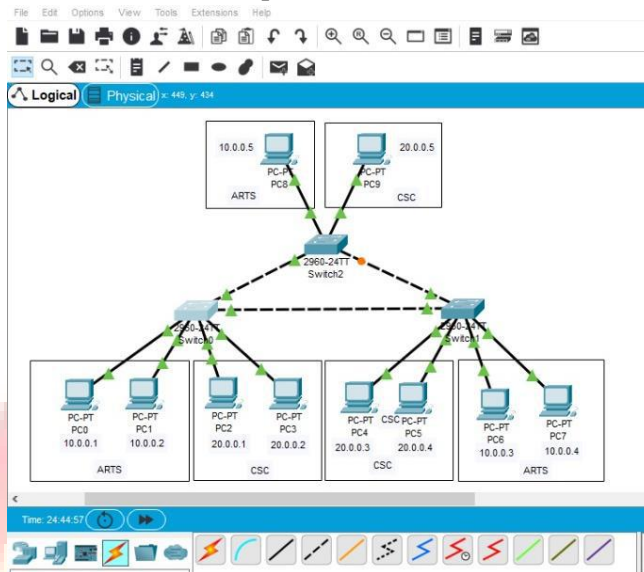 File Edit Options View Tools Extensions Help
Logical Physical x: 449, y: 434
10.0.0.5 20.0.0.5
PC-PT PC-PT
PC8 PC9
ARTS CSC
2960-24TT
Switch2
2960-24TT 2960-24TT
Switch0 Switch1
PC-PT PC-PT PC-PT PC-PT PC-PT CSC PC-PT PC-PT PC-PT
PC0 PC1 PC2 PC3 PC4 PC5 PC6 PC7
10.0.0.1 10.0.0.2 20.0.0.1 20.0.0.2 20.0.0.3 20.0.0.4 10.0.0.3 10.0.0.4
ARTS CSC CSC ARTS
Time: 24:44:57